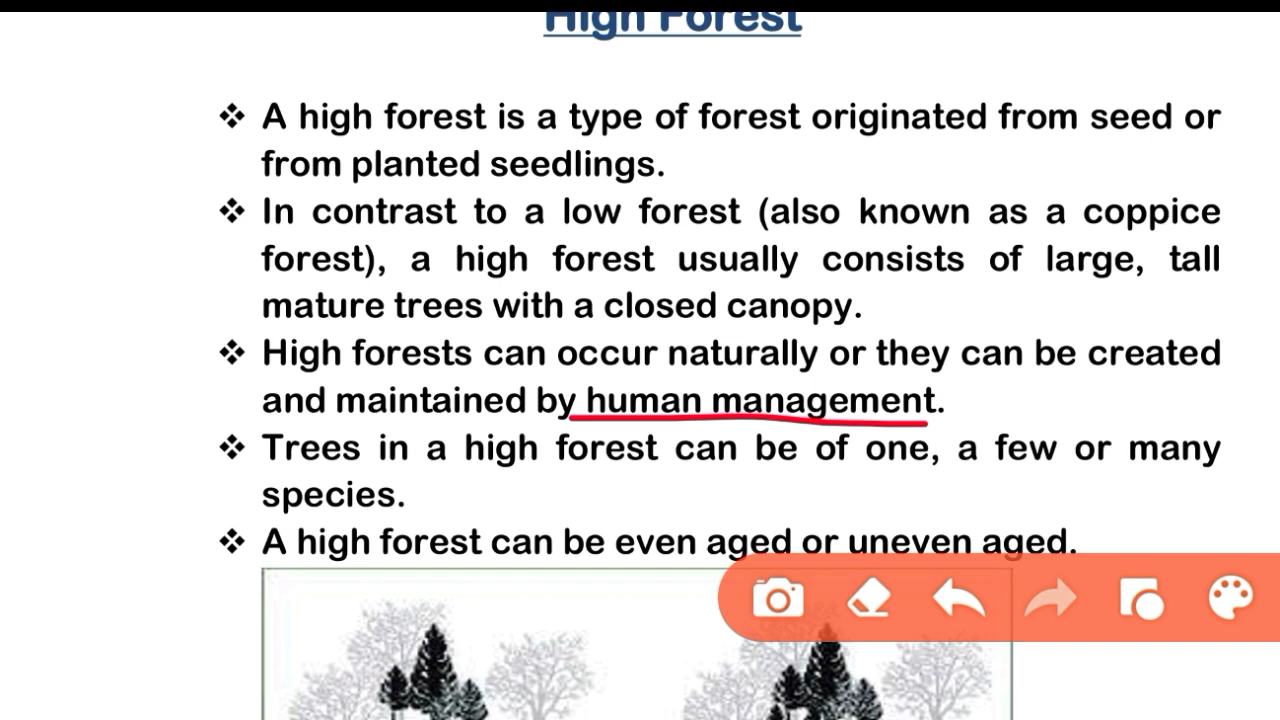 High Forest
❖ A high forest is a type of forest originated from seed or
from planted seedlings.
❖ In contrast to a low forest (also known as a coppice
forest), a high forest usually consists of large, tall
mature trees with a closed canopy.
❖ High forests can occur naturally or they can be created
and maintained by human management.
❖ Trees in a high forest can be of one, a few or many
species.
❖ A high forest can be even aged or uneven aged.